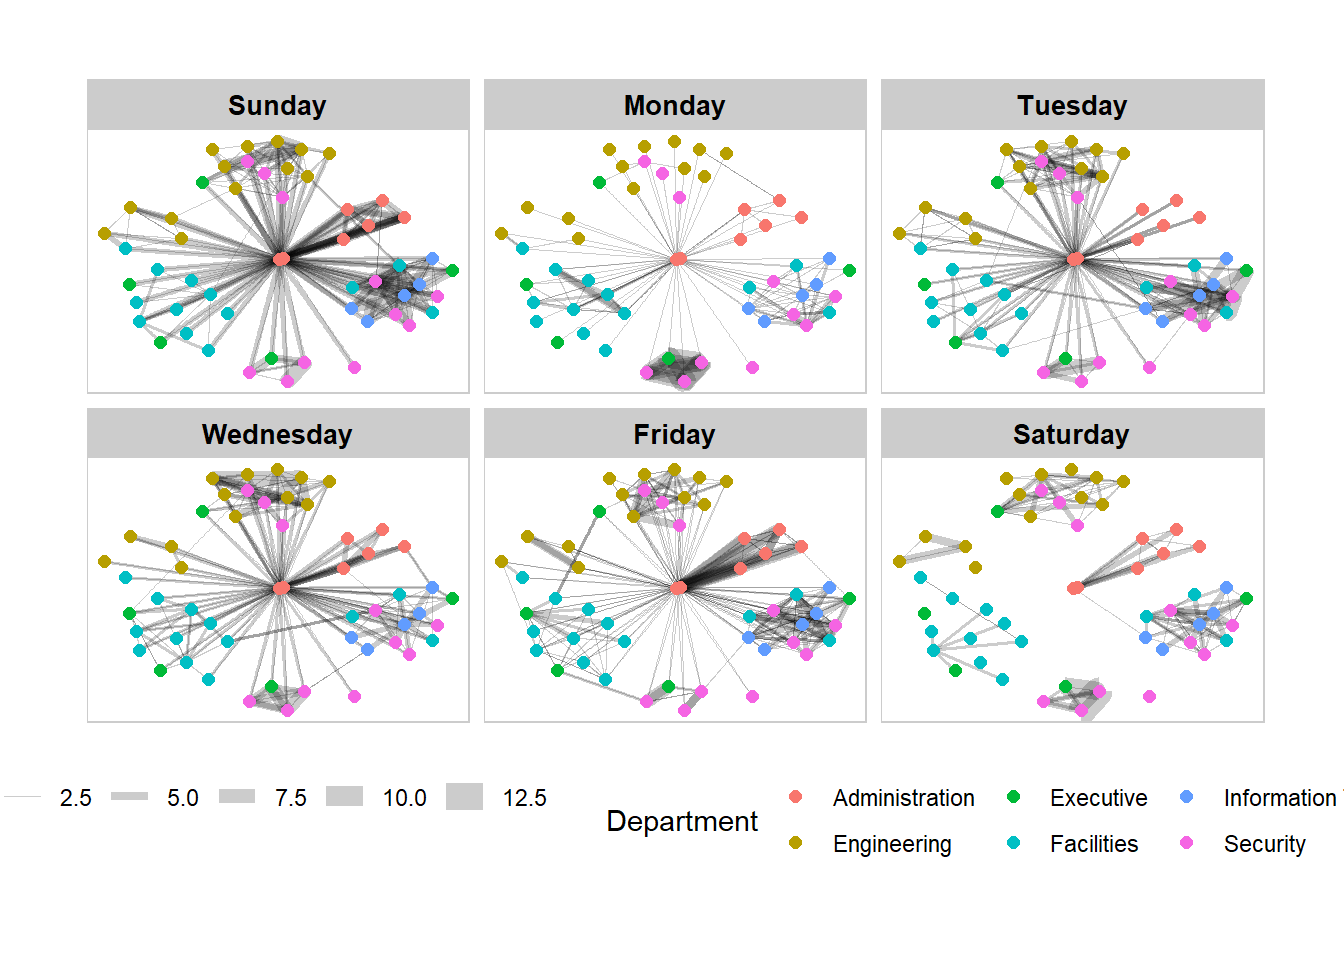 Sunday Monday Tuesday
Wednesday Friday Saturday
2.5 5.0 7.5 10.0 12.5
Department
Administration Executive Information
Engineering Facilities Security